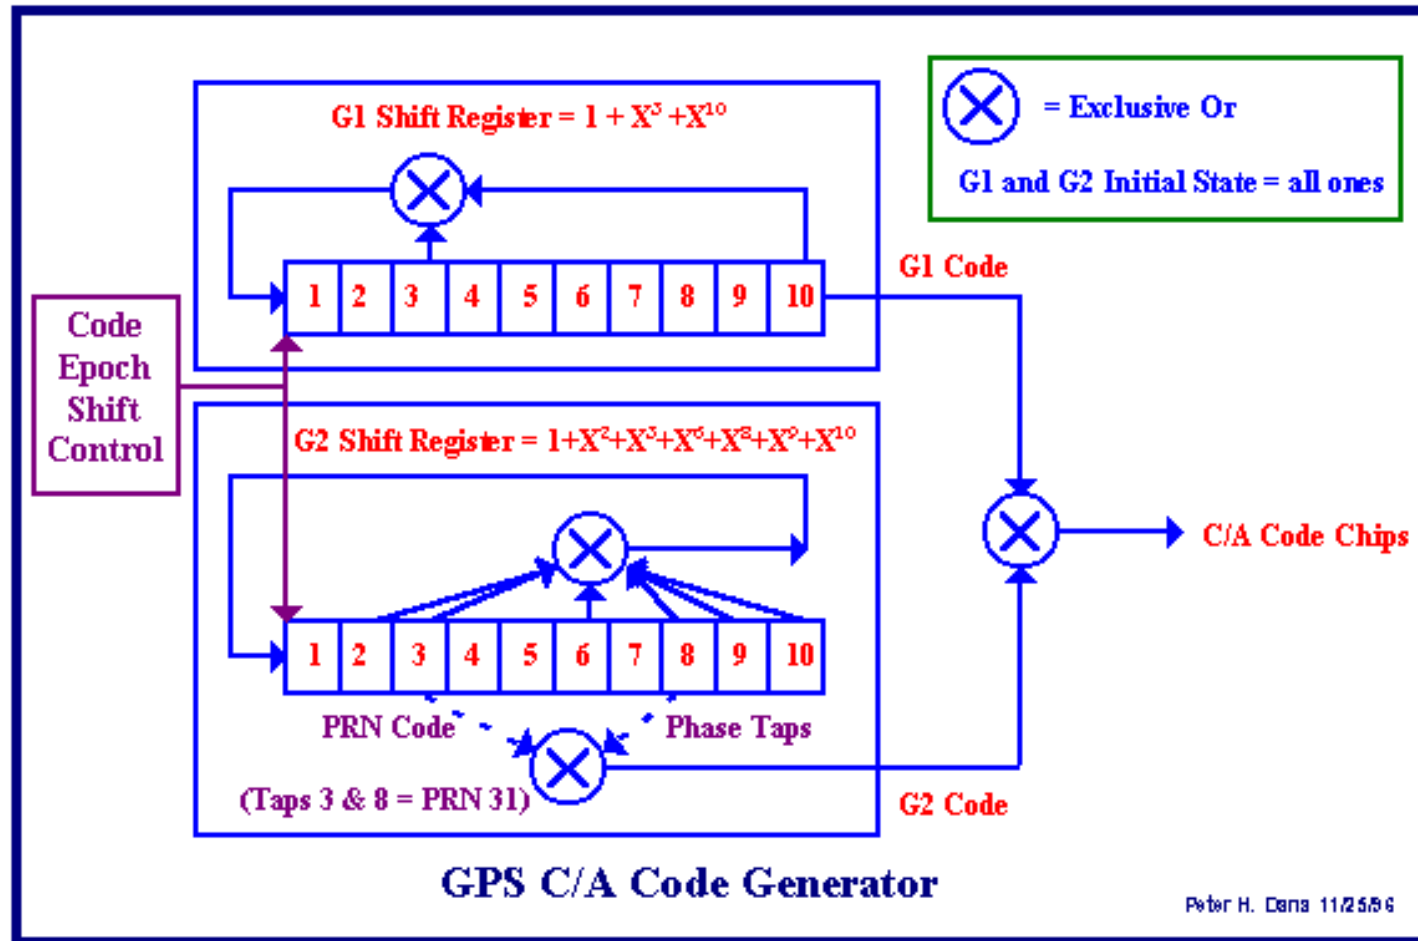 G1 Shift Register = 1 + X³ +X¹⁰
= Exclusive Or
G1 and G2 Initial State = all ones
1 2 3 4 5 6 7 8 9 10
G1 Code
Code
Epoch
Shift
Control
G2 Shift Register = 1+X²+X³+X⁶+X⁸+X⁹+X¹⁰
C/A Code Chips
1 2 3 4 5 6 7 8 9 10
PRN Code
Phase Taps
(Taps 3 & 8 = PRN 31)
G2 Code
GPS C/A Code Generator
Peter H. Dana 11/25/96